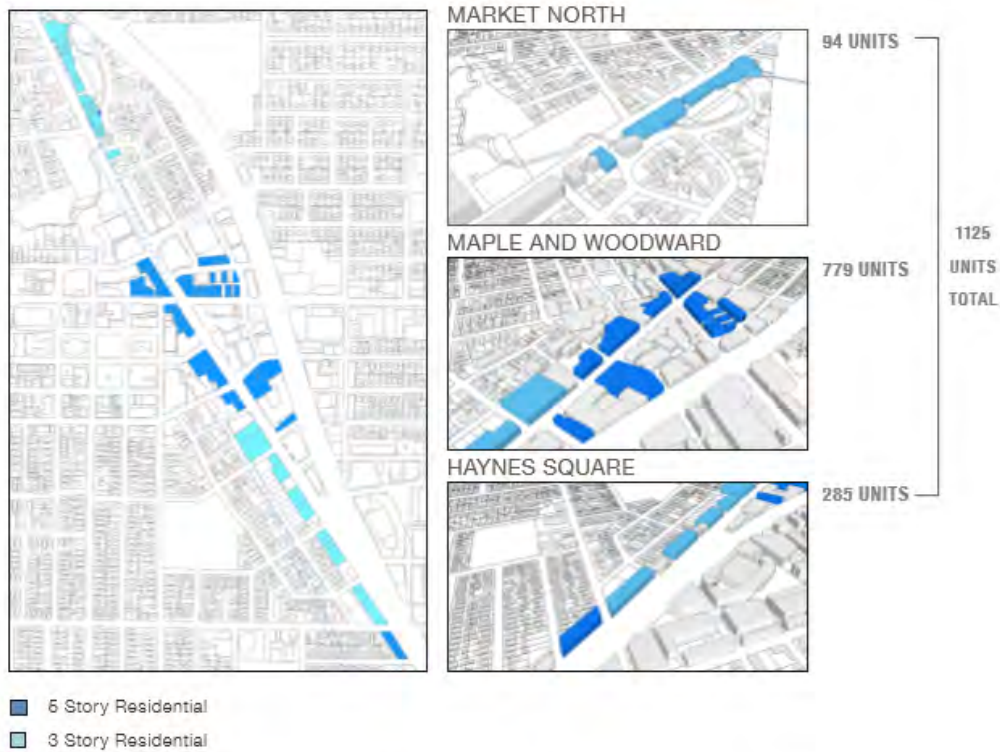 MARKET NORTH
94 UNITS
MAPLE AND WOODWARD
779 UNITS
1125
UNITS
TOTAL
HAYNES SQUARE
285 UNITS
5 Story Residential
3 Story Residential